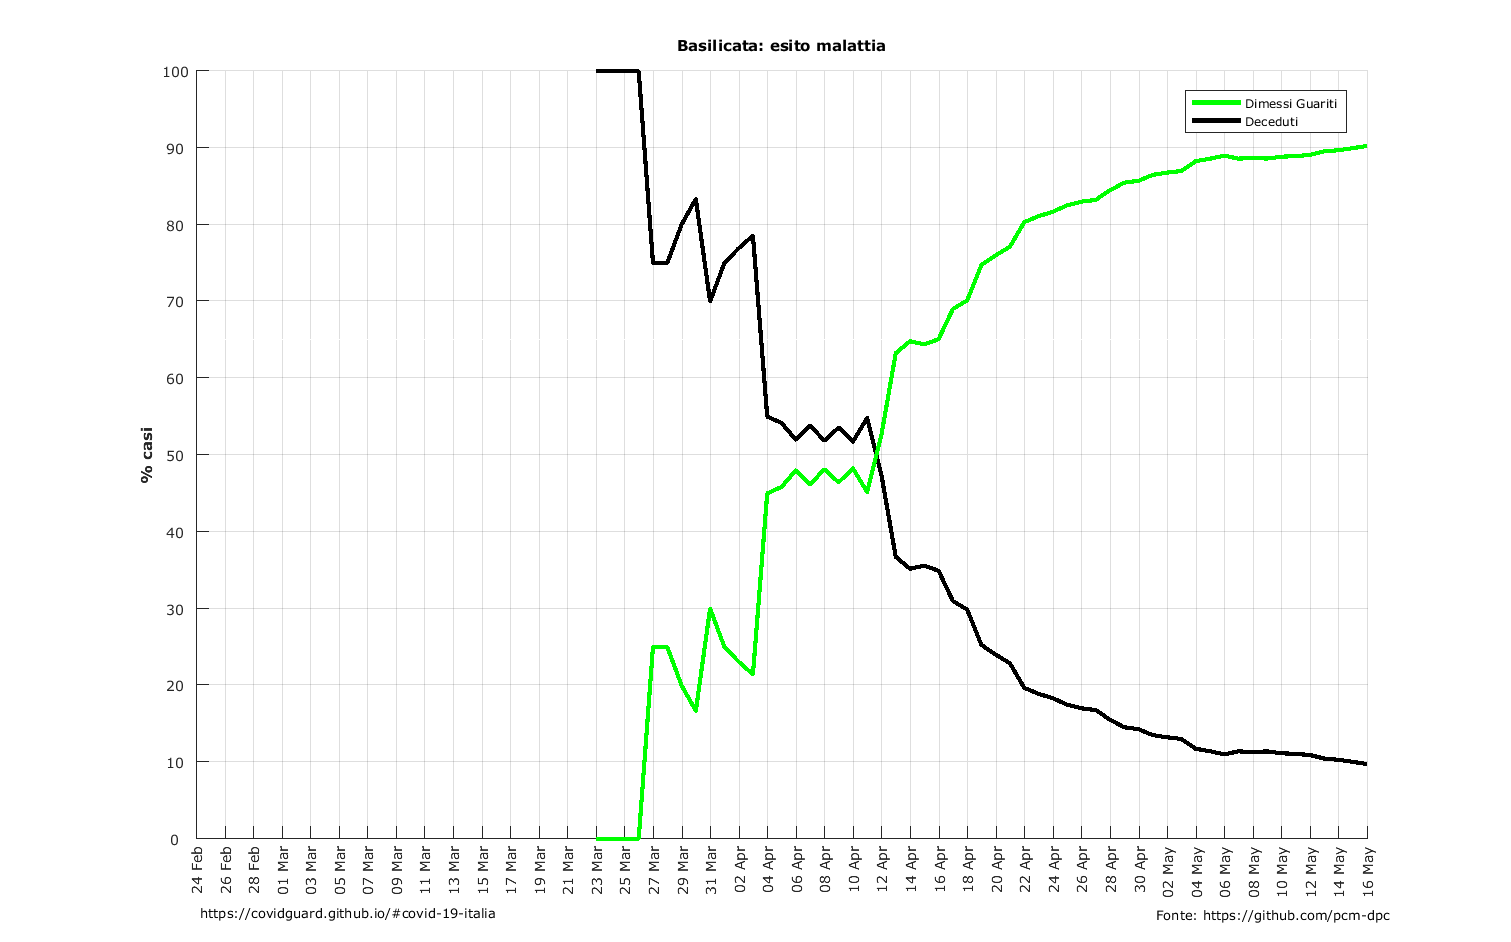 Basilicata: esito malattia
Dimessi Guariti
Deceduti
% casi
100
90
80
70
60
50
40
30
20
10
0
24 Feb
26 Feb
28 Feb
01 Mar
03 Mar
05 Mar
07 Mar
09 Mar
11 Mar
13 Mar
15 Mar
17 Mar
19 Mar
21 Mar
23 Mar
25 Mar
27 Mar
29 Mar
31 Mar
02 Apr
04 Apr
06 Apr
08 Apr
10 Apr
12 Apr
14 Apr
16 Apr
18 Apr
20 Apr
22 Apr
24 Apr
26 Apr
28 Apr
30 Apr
02 May
04 May
06 May
08 May
10 May
12 May
14 May
16 May
https://covidguard.github.io/#covid-19-italia
Fonte: https://github.com/pcm-dpc